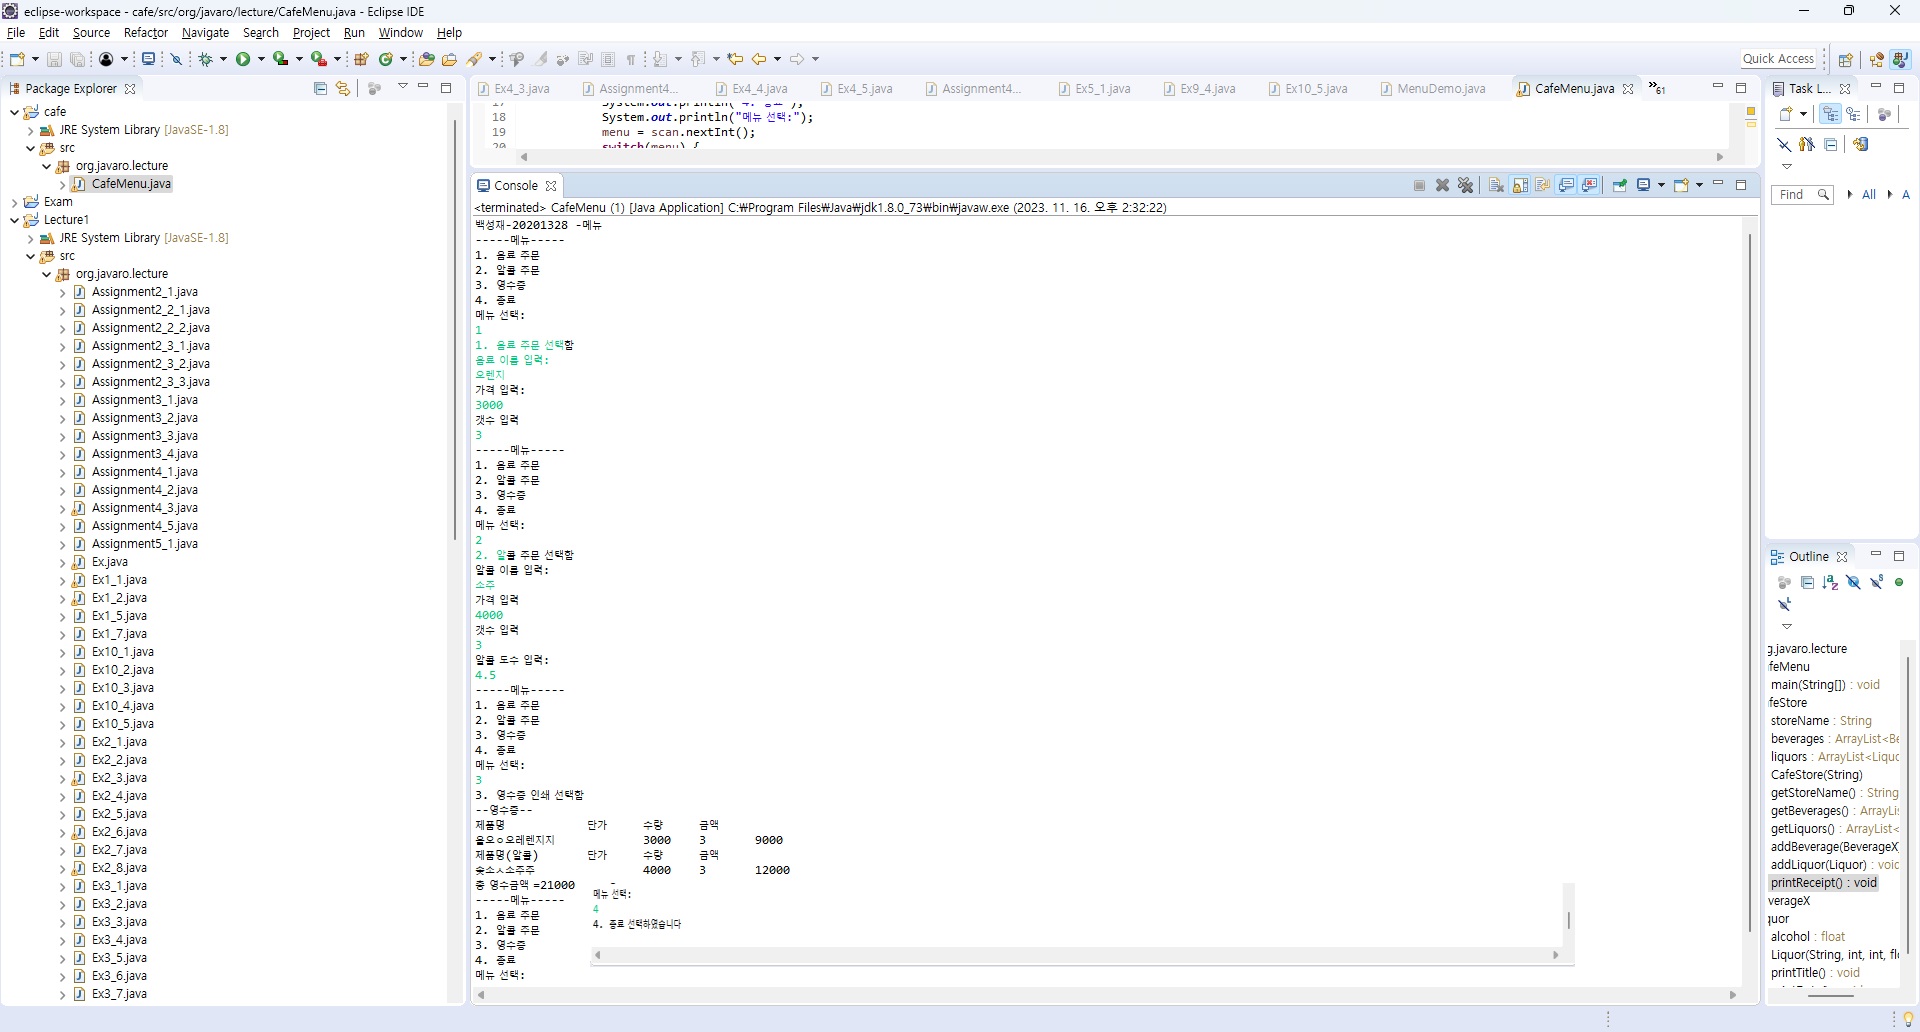 eclipse-workspace - cafe/src/org/javaro/lecture/CafeMenu.java - Eclipse IDE
File Edit Source Refactor Navigate Search Project Run Window Help
Quick Access
Package Explorer
cafe
JRE System Library [JavaSE-1.8]
src
org.javaro.lecture
CafeMenu.java
Exam
Lecture1
JRE System Library [JavaSE-1.8]
src
org.javaro.lecture
Assignment2_1.java
Assignment2_2_1.java
Assignment2_2_2.java
Assignment2_3_1.java
Assignment2_3_2.java
Assignment2_3_3.java
Assignment3_1.java
Assignment3_2.java
Assignment3_3.java
Assignment3_4.java
Assignment4_1.java
Assignment4_2.java
Assignment4_3.java
Assignment4_5.java
Assignment5_1.java
Ex.java
Ex1_1.java
Ex1_2.java
Ex1_5.java
Ex1_7.java
Ex10_1.java
Ex10_2.java
Ex10_3.java
Ex10_4.java
Ex10_5.java
Ex2_1.java
Ex2_2.java
Ex2_3.java
Ex2_4.java
Ex2_5.java
Ex2_6.java
Ex2_7.java
Ex2_8.java
Ex3_1.java
Ex3_2.java
Ex3_3.java
Ex3_4.java
Ex3_5.java
Ex3_6.java
Ex3_7.java
Ex4_3.java Assignment4... Ex4_4.java Ex4_5.java Assignment4... Ex5_1.java Ex9_4.java Ex10_5.java MenuDemo.java CafeMenu.java »61
17 System.out.println("4. 종료");
18 System.out.println("메뉴 선택:");
19 menu = scan.nextInt();
20 switch(menu) {
Console
<terminated> CafeMenu (1) [Java Application] C:₩Program Files₩Java₩jdk1.8.0_73₩bin₩javaw.exe (2023. 11. 16. 오후 2:32:22)
백성재-20201328 -메뉴
-----메뉴-----
1. 음료 주문
2. 알콜 주문
3. 영수증
4. 종료
메뉴 선택:
1
1. 음료 주문 선택함
음료 이름 입력:
오렌지
가격 입력:
3000
갯수 입력
3
-----메뉴-----
1. 음료 주문
2. 알콜 주문
3. 영수증
4. 종료
메뉴 선택:
2
2. 알콜 주문 선택함
알콜 이름 입력:
소주
가격 입력
4000
갯수 입력
3
알콜 도수 입력:
4.5
-----메뉴-----
1. 음료 주문
2. 알콜 주문
3. 영수증
4. 종료
메뉴 선택:
3
3. 영수증 인쇄 선택함
--영수증--
제품명 단가 수량 금액
3000 3 9000
제품명(알콜) 단가 수량 금액
4000 3 12000
총 영수금액 =21000
-----메뉴-----
1. 음료 주문
2. 알콜 주문
3. 영수증
4. 종료
메뉴 선택:
메뉴 선택:
4
4. 종료 선택하였습니다
Task L...
Find All A
Outline
g.javaro.lecture
feMenu
main(String[]) : void
feStore
storeName : String
beverages : ArrayList<Be
liquors : ArrayList<Liquo
CafeStore(String)
getStoreName() : String
getBeverages() : ArrayLis
getLiquors() : ArrayList<
addBeverage(BeverageX
addLiquor(Liquor) : void
printReceipt() : void
verageX
quor
alcohol : float
Liquor(String, int, int, flo
printTitle() : void